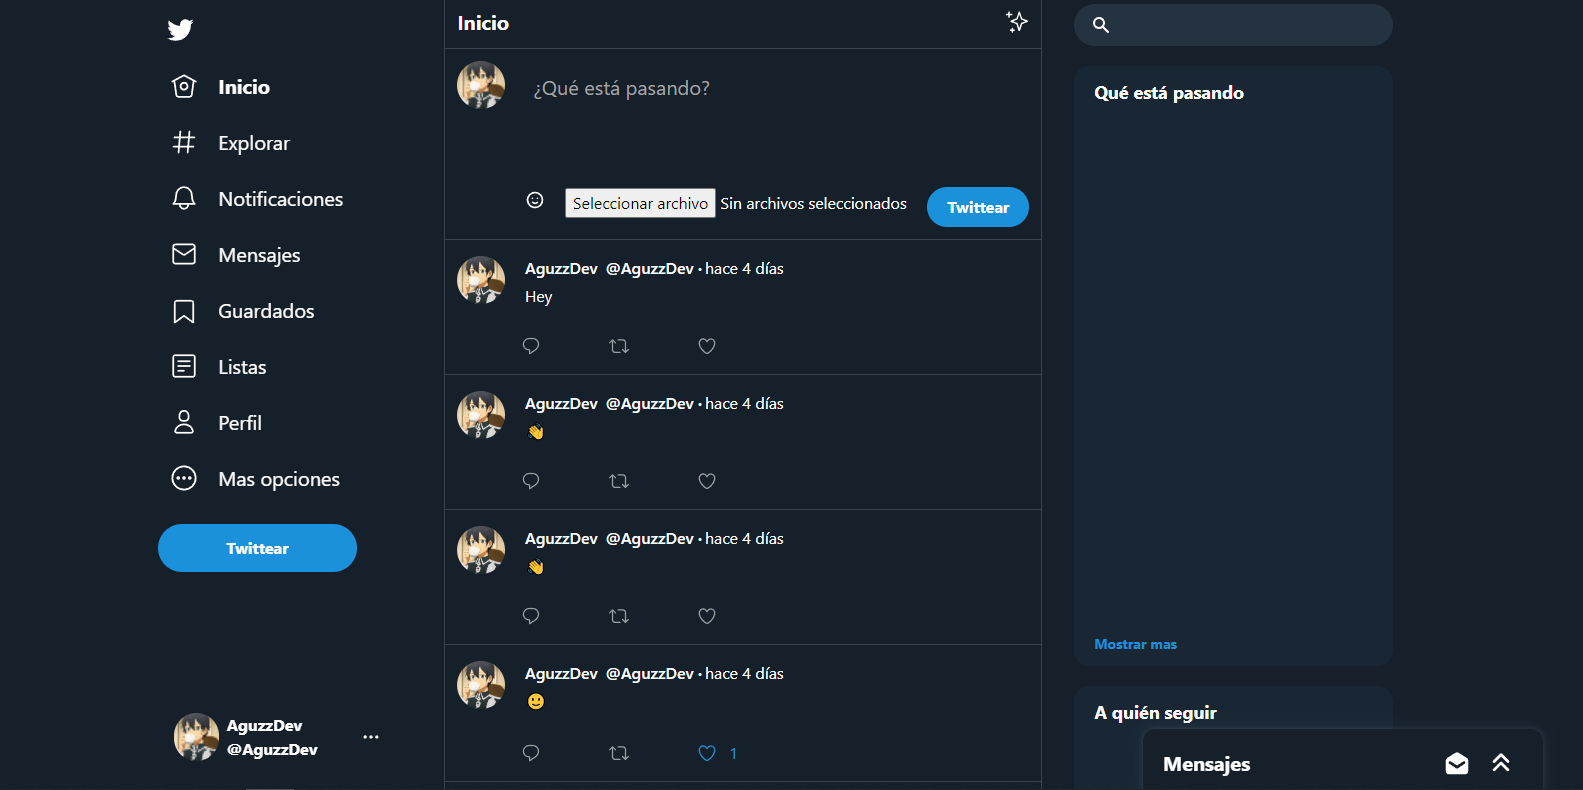 Inicio
Explorar
Notificaciones
Mensajes
Guardados
Listas
Perfil
Mas opciones
Twittear
AguzzDev
@AguzzDev
Inicio
¿Qué está pasando?
Seleccionar archivo Sin archivos seleccionados
Twittear
AguzzDev @AguzzDev · hace 4 días
Hey
AguzzDev @AguzzDev · hace 4 días
👋
AguzzDev @AguzzDev · hace 4 días
👋
AguzzDev @AguzzDev · hace 4 días
🙂
1
Qué está pasando
Mostrar mas
A quién seguir
Mensajes